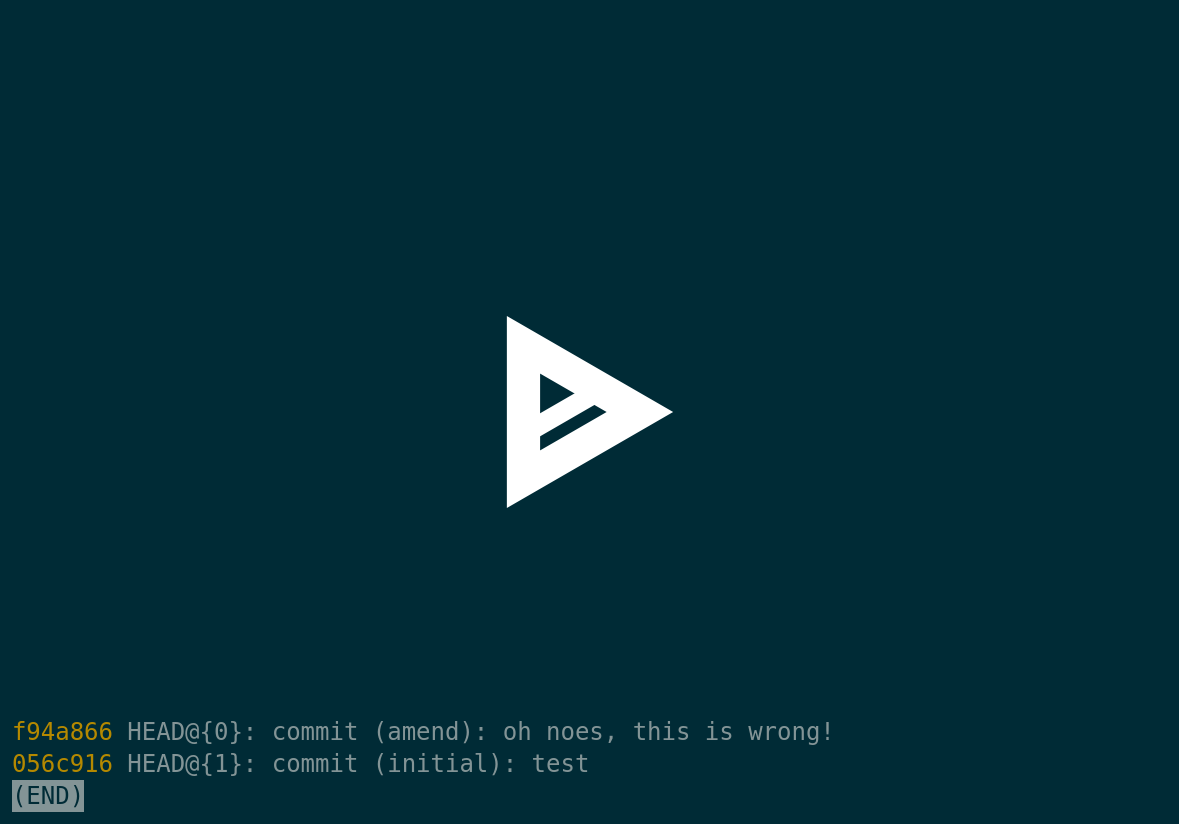 f94a866 HEAD@{0}: commit (amend): oh noes, this is wrong!
056c916 HEAD@{1}: commit (initial): test
(END)